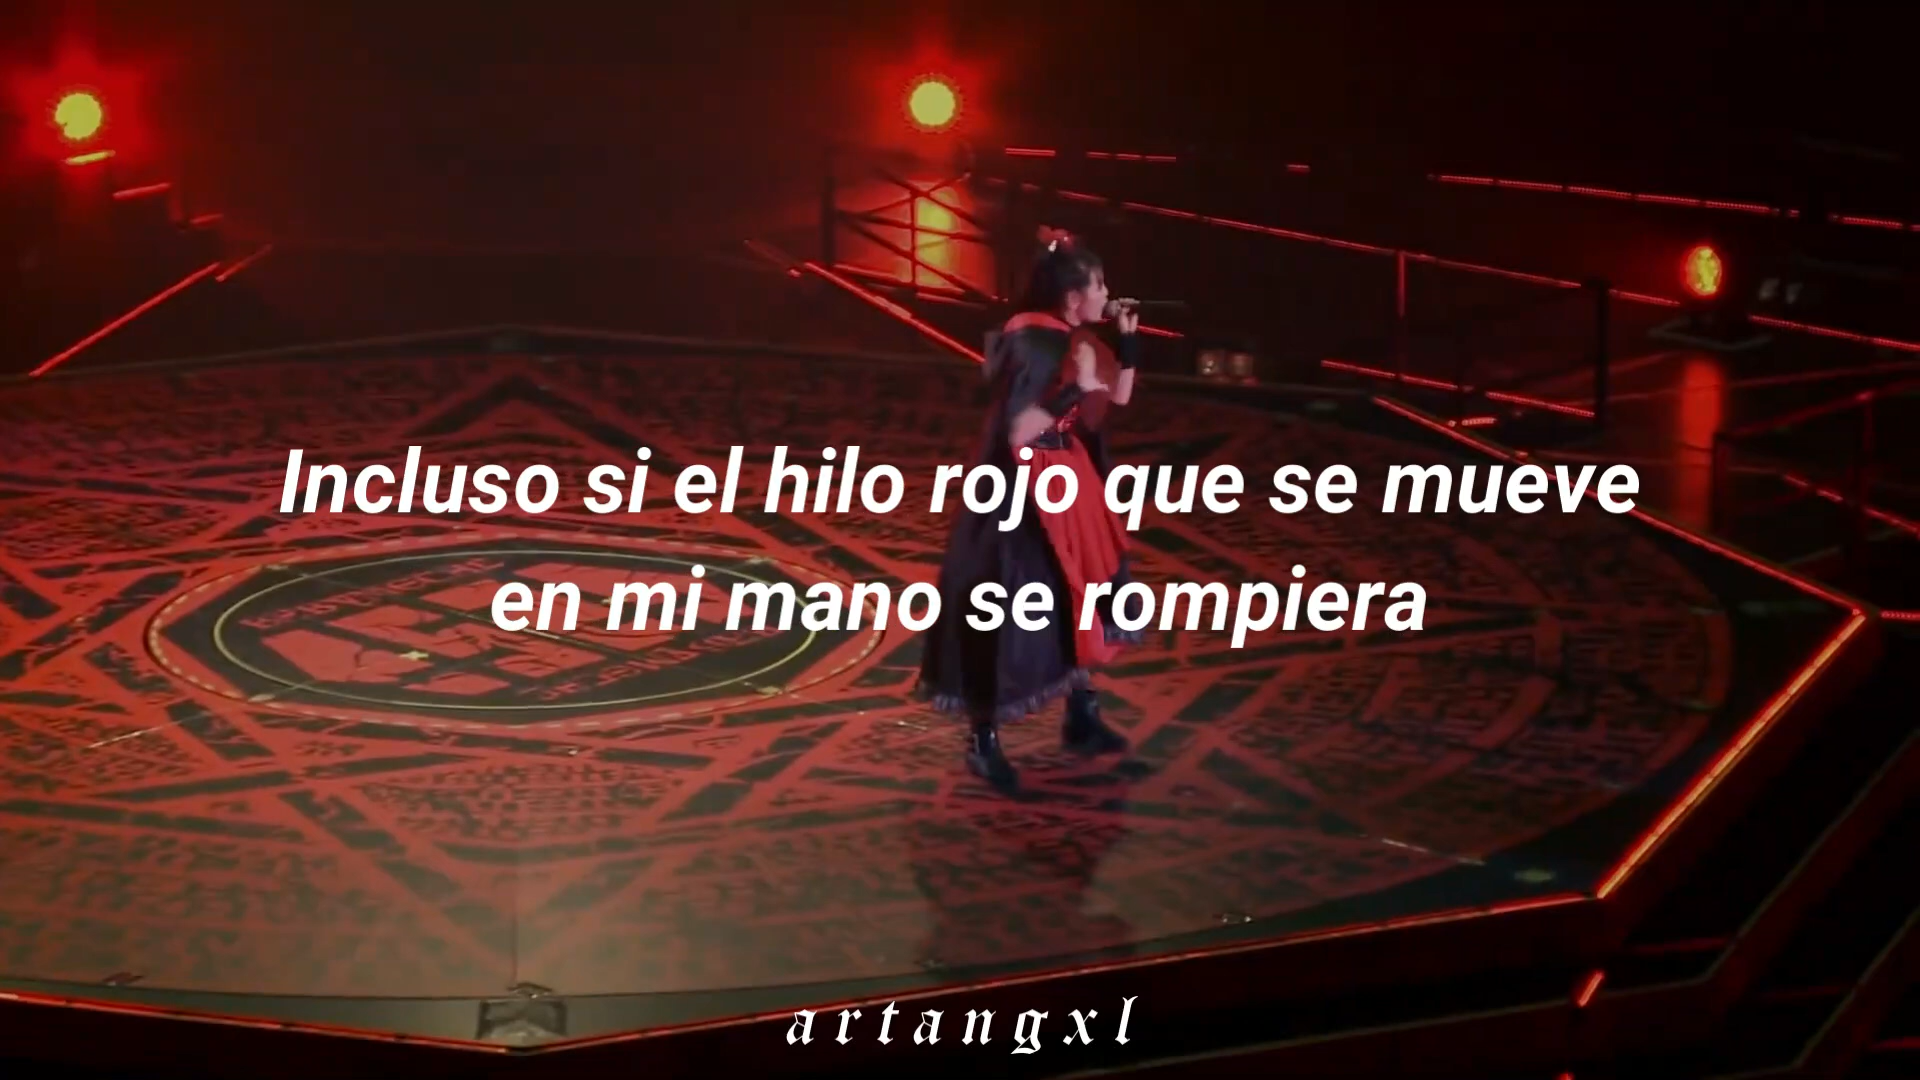 Incluso si el hilo rojo que se mueve
en mi mano se rompiera
artangxl